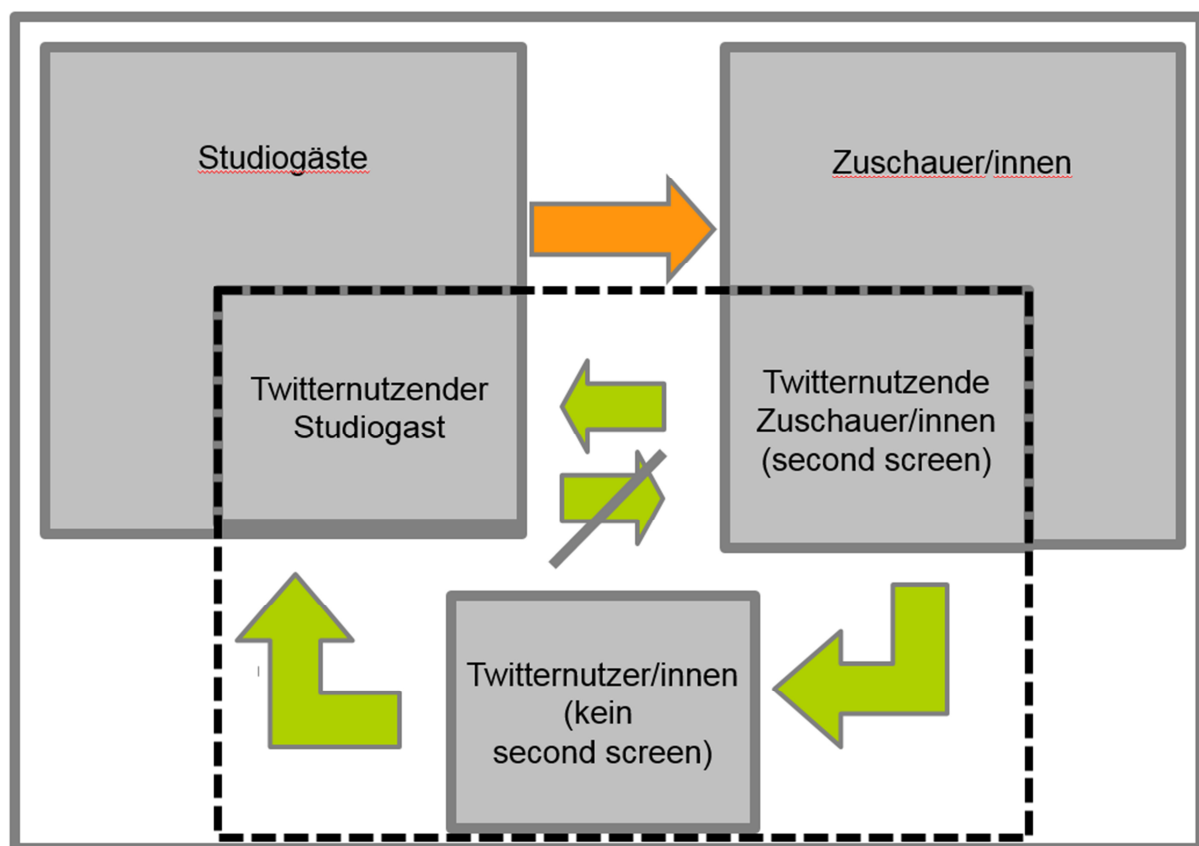 Studiogäste
Zuschauer/innen
Twitternutzender
Studiogast
Twitternutzende
Zuschauer/innen
(second screen)
Twitternutzer/innen
(kein
second screen)